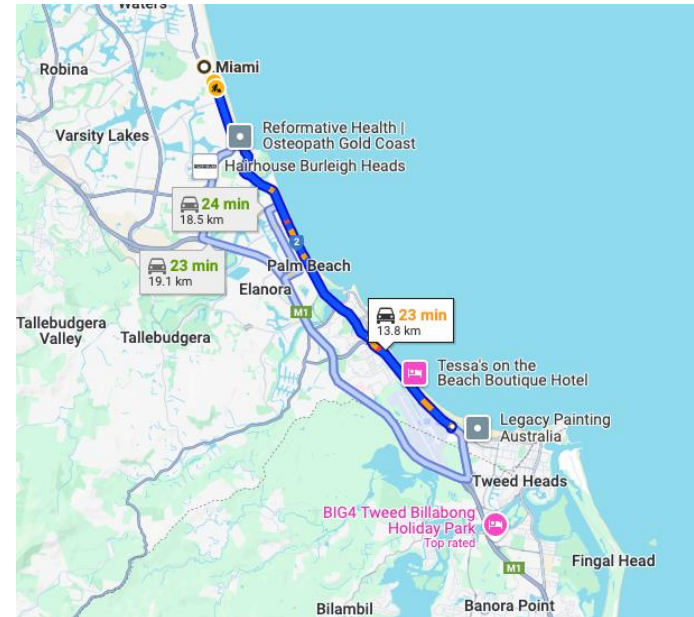 Waters
Miami
Robina
Varsity Lakes
Reformative Health |
Osteopath Gold Coast
Hairhouse Burleigh Heads
24 min
18.5 km
2
23 min
19.1 km
Palm Beach
Elanora
M1
23 min
13.8 km
Tallebudgera
Valley
Tallebudgera
Tessa's on the
Beach Boutique Hotel
Legacy Painting
Australia
Tweed Heads
BIG4 Tweed Billabong
Holiday Park
Top rated
M1
Fingal Head
Bilambil
Banora Point